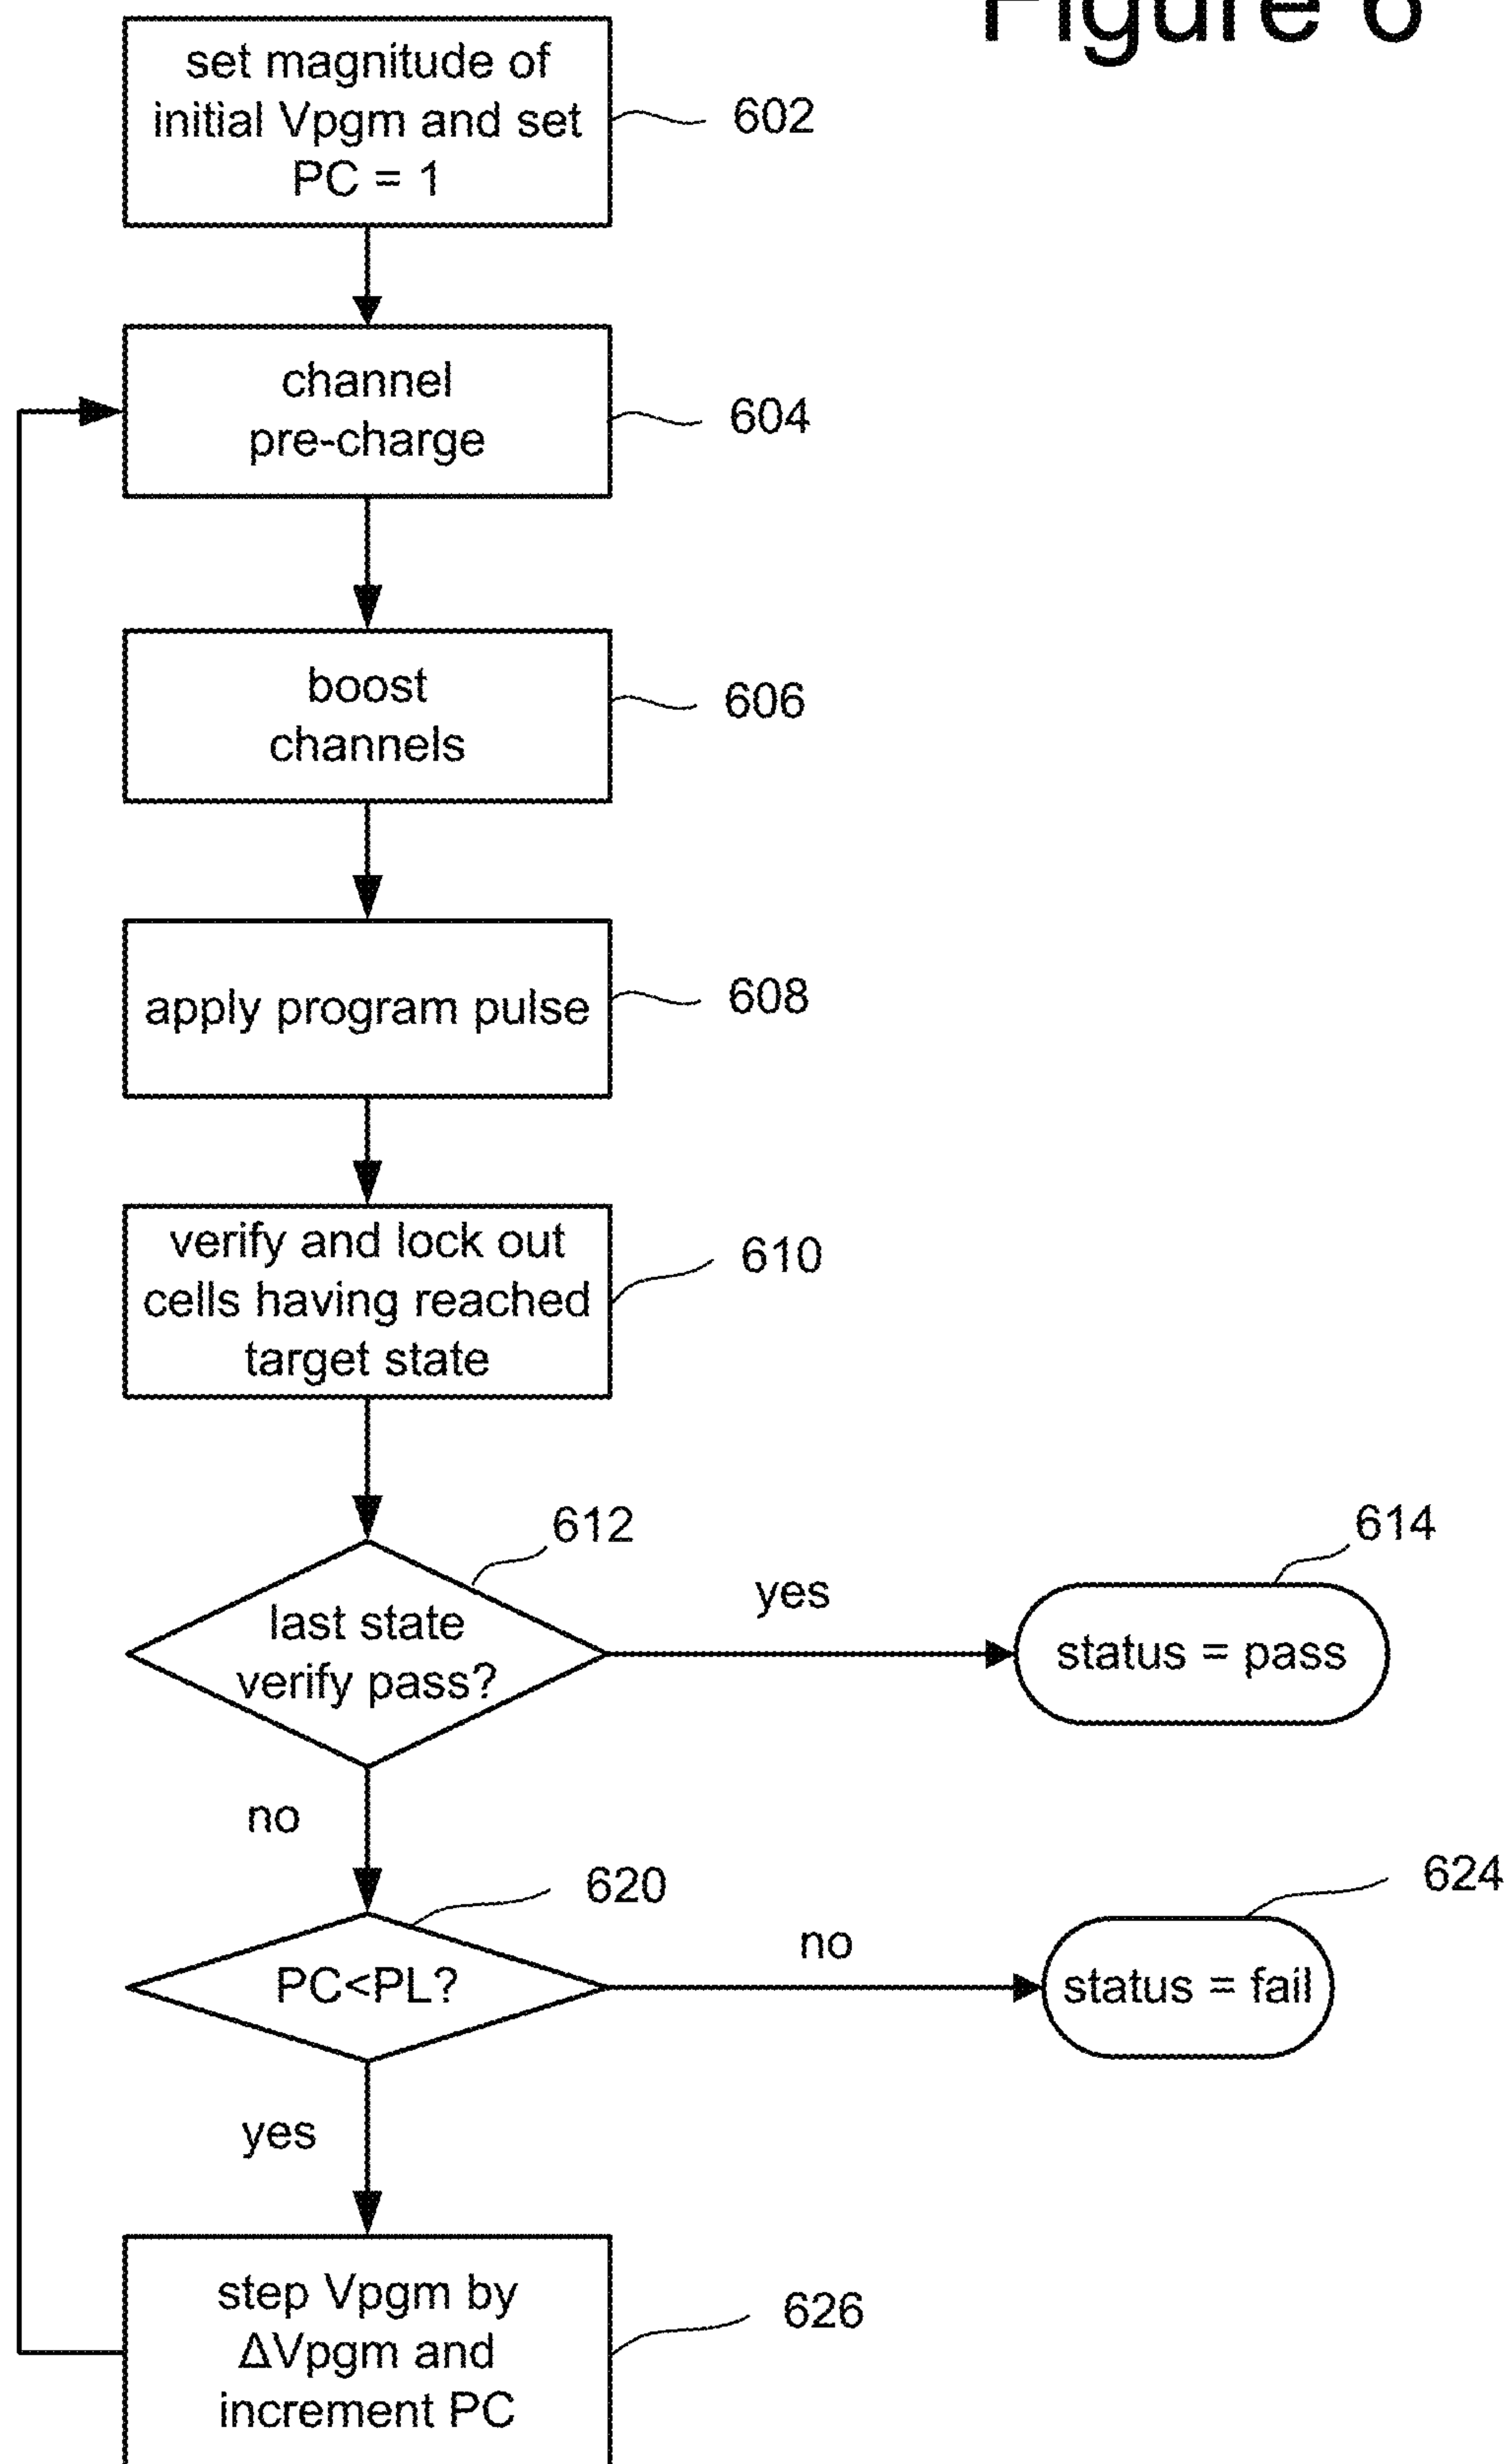 Figure 6
set magnitude of
initial Vpgm and set
PC = 1
602
channel
pre-charge
604
boost
channels
606
apply program pulse
608
verify and lock out
cells having reached
target state
610
612
last state
verify pass?
yes
614
status = pass
no
620
PC<PL?
no
624
status = fail
yes
step Vpgm by
ΔVpgm and
increment PC
626